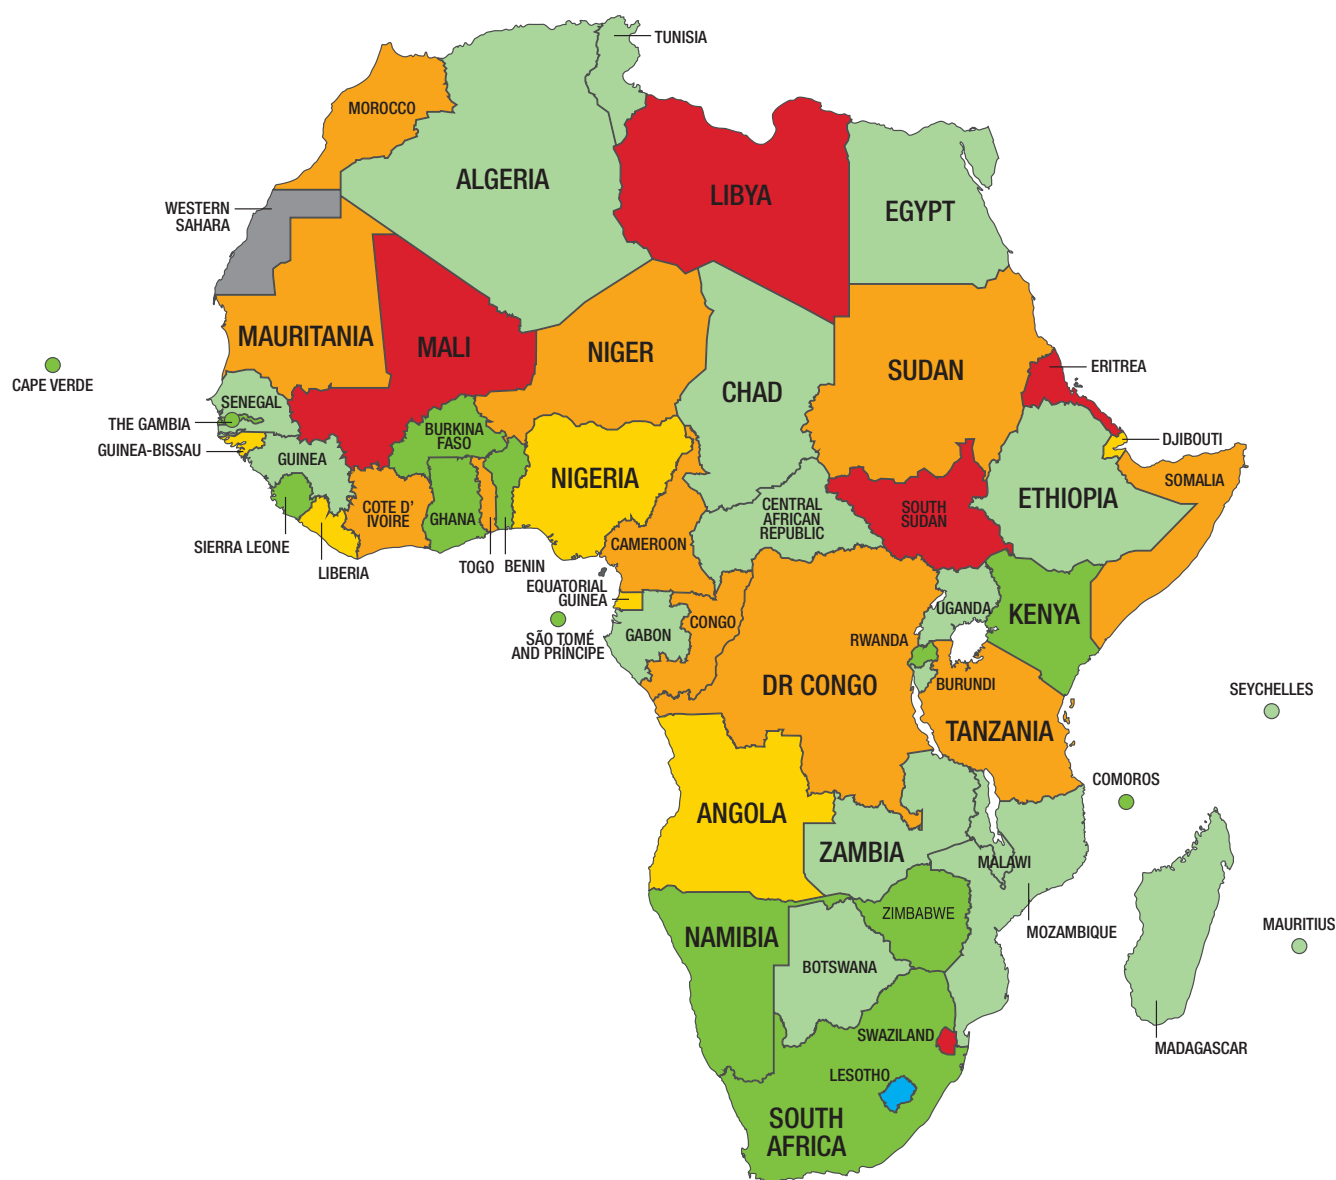 TUNISIA
MOROCCO
ALGERIA
LIBYA
EGYPT
WESTERN
SAHARA
MAURITANIA
MALI
NIGER
CHAD
SUDAN
ERITREA
CAPE VERDE
SENEGAL
THE GAMBIA
GUINEA-BISSAU
GUINEA
BURKINA
FASO
NIGERIA
DJIBOUTI
SOMALIA
ETHIOPIA
SIERRA LEONE
LIBERIA
COTE D'
IVOIRE
GHANA
TOGO
BENIN
CAMEROON
CENTRAL
AFRICAN
REPUBLIC
SOUTH
SUDAN
EQUATORIAL
GUINEA
SÃO TOMÉ
AND PRÍNCIPE
GABON
CONGO
DR CONGO
UGANDA
KENYA
RWANDA
BURUNDI
TANZANIA
SEYCHELLES
COMOROS
ANGOLA
ZAMBIA
MALAWI
MOZAMBIQUE
ZIMBABWE
NAMIBIA
BOTSWANA
MAURITIUS
MADAGASCAR
SWAZILAND
LESOTHO
SOUTH
AFRICA